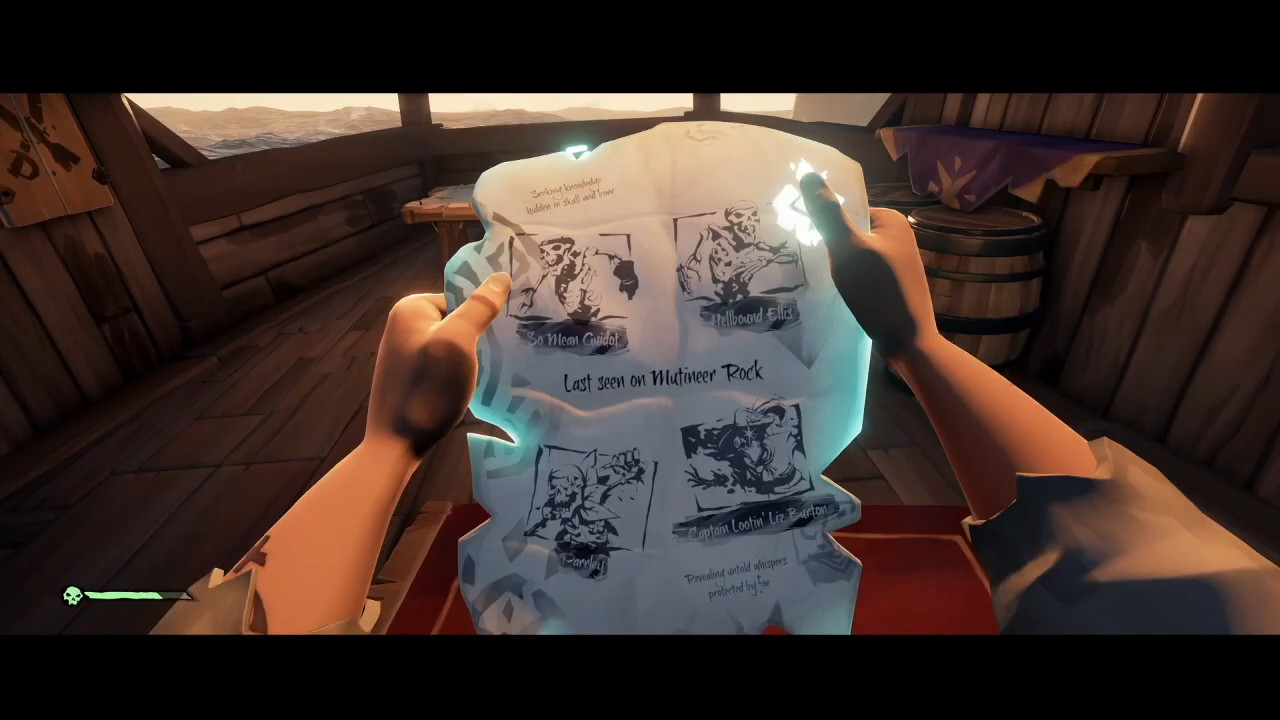 Seeking knowledge
hidden in skull and bone
So Mean Guidot
Hellbound Ellis
Last seen on Mutineer Rock
Parrley
Captain Lootin' Liz Burton
Revealing untold whispers
protected by foe